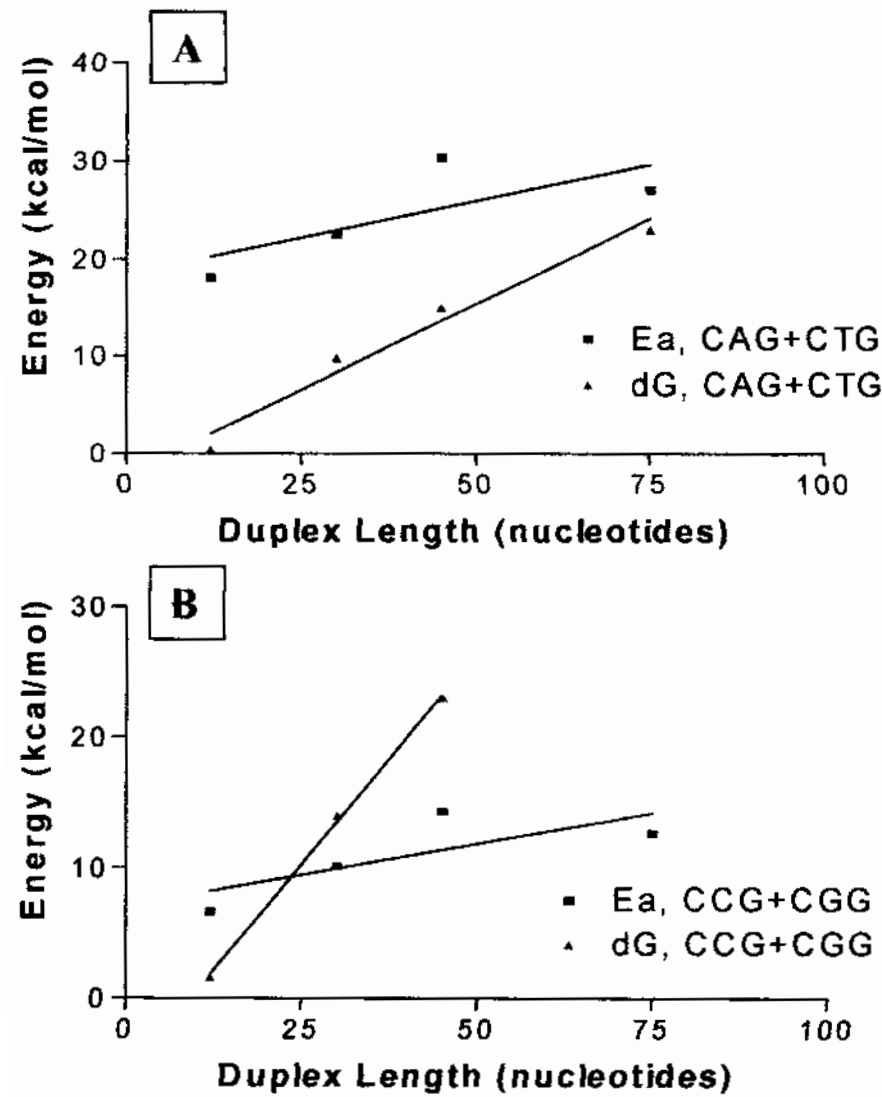 A
Energy (kcal/mol)
40
30
20
10
0
0 25 50 75 100
Duplex Length (nucleotides)
Ea, CAG+CTG
dG, CAG+CTG
B
Energy (kcal/mol)
30
20
10
0
0 25 50 75 100
Duplex Length (nucleotides)
Ea, CCG+CGG
dG, CCG+CGG